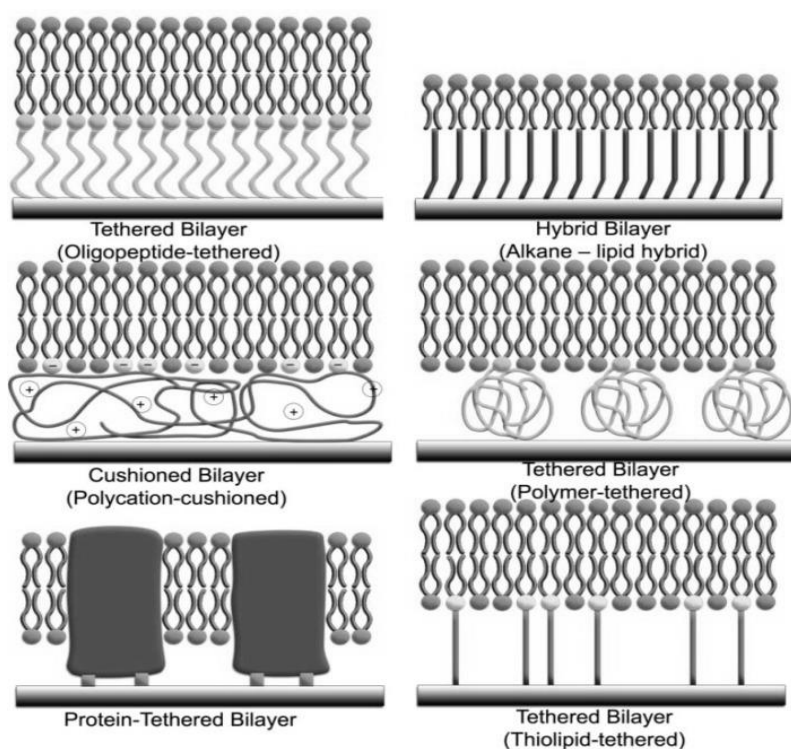 Tethered Bilayer
(Oligopeptide-tethered)
Hybrid Bilayer
(Alkane – lipid hybrid)
- - - - - -
+ + + + + +
Cushioned Bilayer
(Polycation-cushioned)
Tethered Bilayer
(Polymer-tethered)
Protein-Tethered Bilayer
Tethered Bilayer
(Thiolipid-tethered)